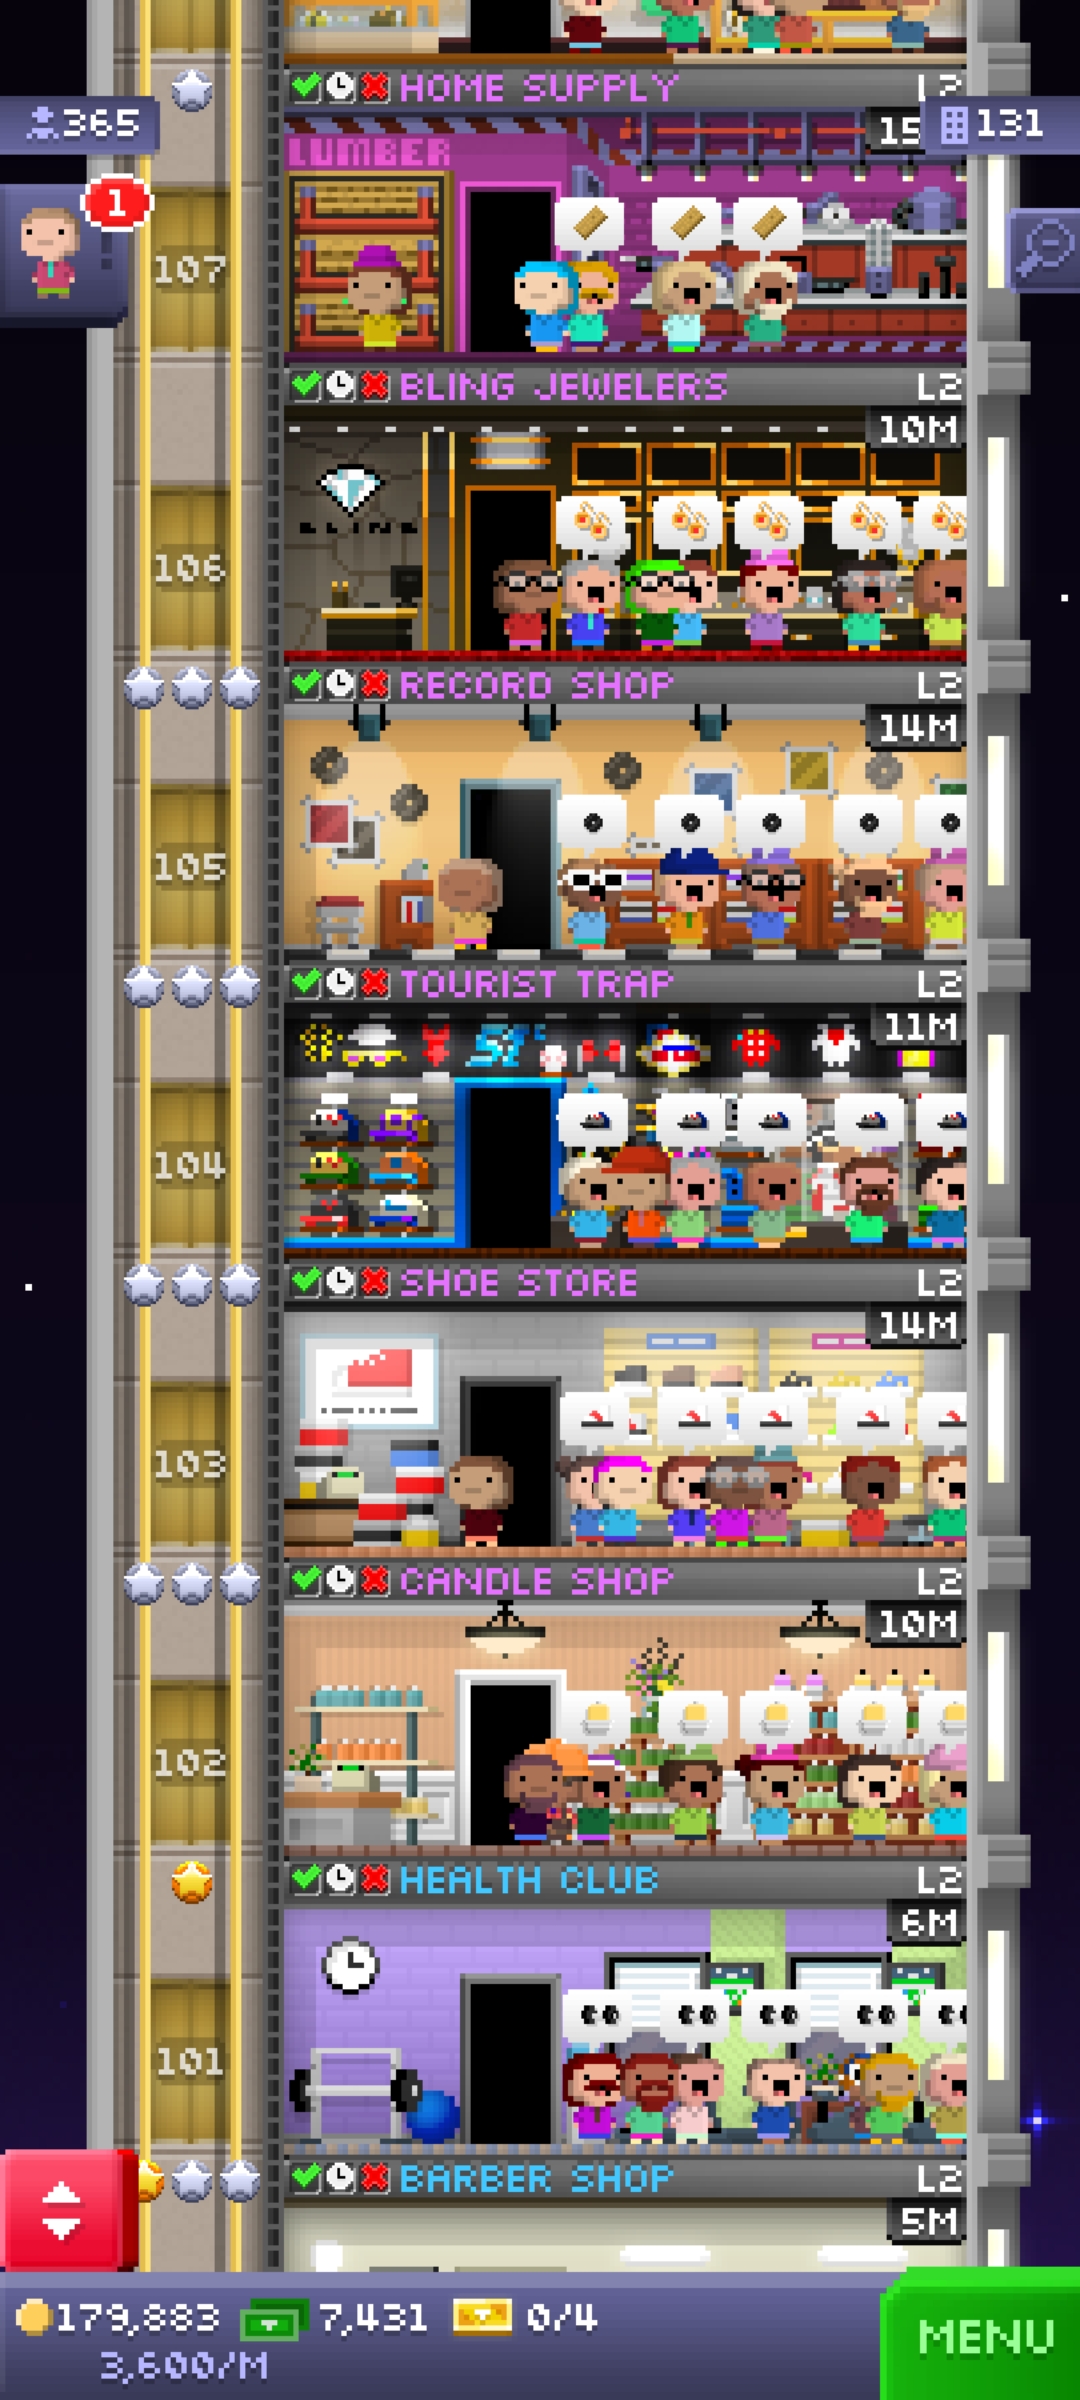 HOME SUPPLY L2
365
15
131
LUMBER
1
107
BLING JEWELERS L2
10M
BLING
106
RECORD SHOP L2
14M
105
TOURIST TRAP L2
11M
104
SHOE STORE L2
14M
103
CANDLE SHOP L2
10M
102
HEALTH CLUB L2
6M
101
BARBER SHOP L2
5M
179,883 7,431 0/4
3,600/M
MENU